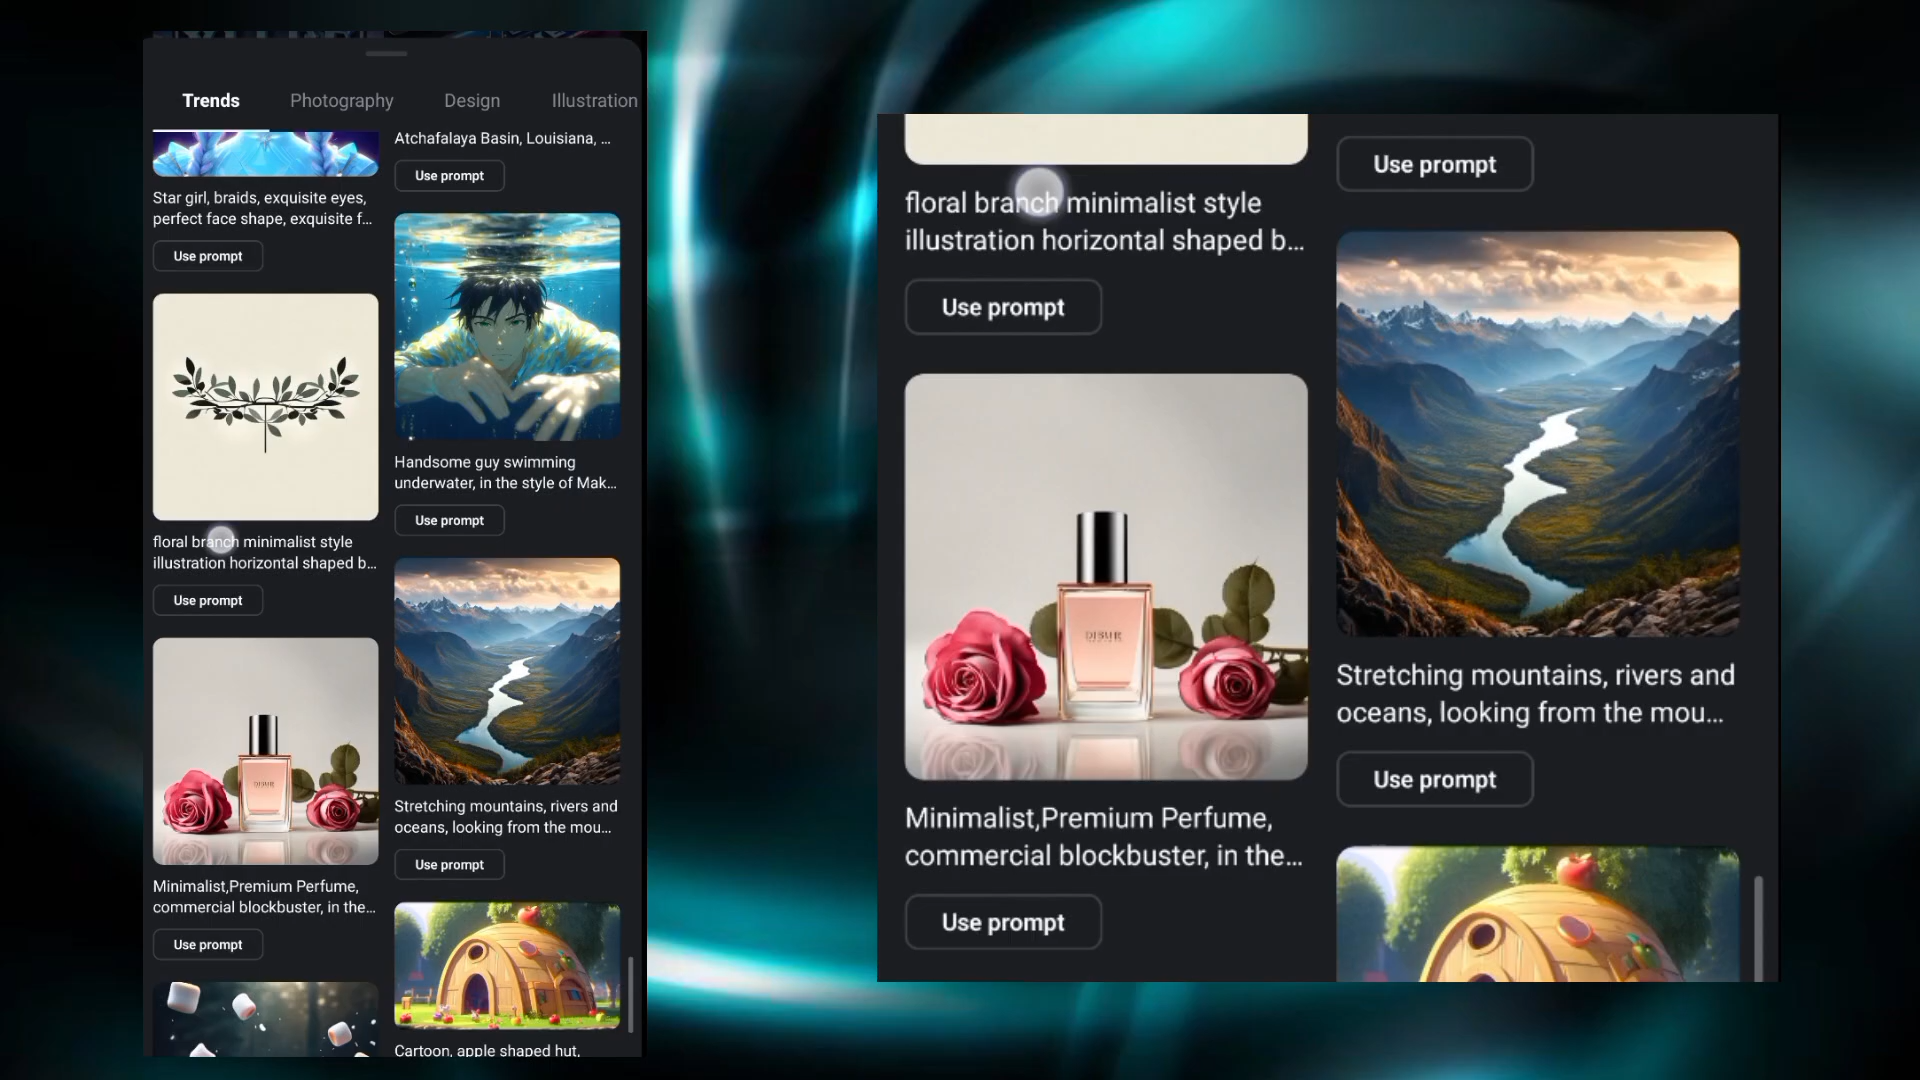 Trends
Photography
Design
Illustration
Star girl, braids, exquisite eyes,
perfect face shape, exquisite f...
Use prompt
floral branch minimalist style
illustration horizontal shaped b...
Use prompt
Minimalist,Premium Perfume,
commercial blockbuster, in the...
Use prompt
Atchafalaya Basin, Louisiana, ...
Use prompt
Handsome guy swimming
underwater, in the style of Mak...
Use prompt
Stretching mountains, rivers and
oceans, looking from the mou...
Use prompt
Cartoon, apple shaped hut,
floral branch minimalist style
illustration horizontal shaped b...
Use prompt
Minimalist,Premium Perfume,
commercial blockbuster, in the...
Use prompt
Use prompt
Stretching mountains, rivers and
oceans, looking from the mou...
Use prompt